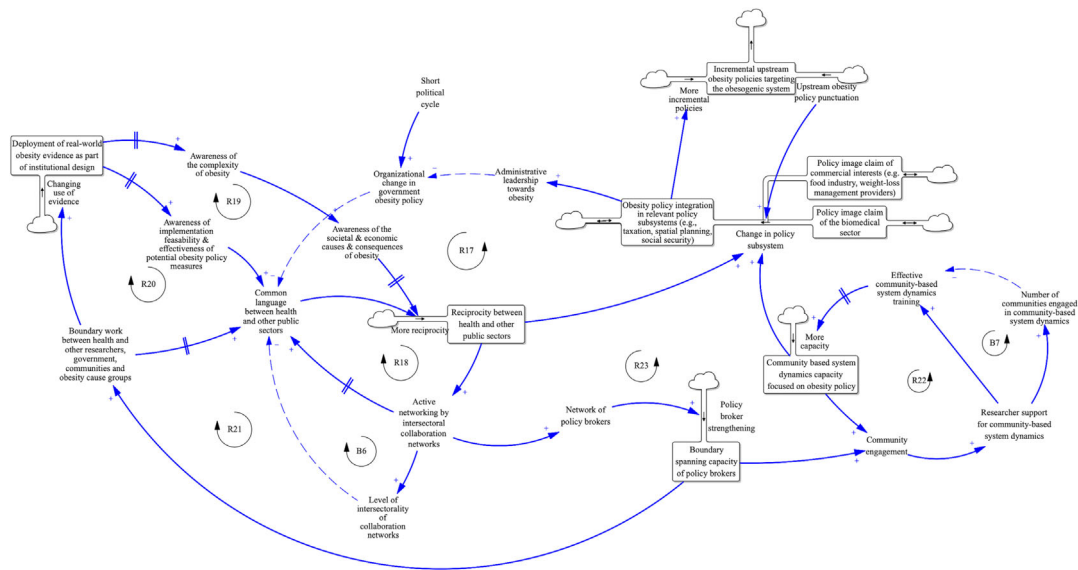 Short
political
cycle
Incremental upstream
obesity policies targeting
the obesogenic system
More
incremental
policies
Upstream obesity
policy punctuation
Deployment of real-world
obesity evidence as part
of institutional design
Changing
use of
evidence
Awareness of
the complexity
of obesity
R19
Organizational
change in
government
obesity policy
Administrative
leadership
towards
obesity
Policy image claim of
commercial interests (e.g.
food industry, weight-loss
management providers)
Obesity policy integration
in relevant policy
subsystems (e.g.,
taxation, spatial planning,
social security)
Policy image claim
of the biomedical
sector
Change in policy
subsystem
Awareness of
implementation
feasability &
effectiveness of
potential obesity policy
measures
Awareness of the
societal & economic
causes & consequences
of obesity
R17
R20
Common
language
between health
and other public
sectors
More reciprocity
Reciprocity between
health and other
public sectors
Effective
community-based
system dynamics
training
Number of
communities engaged
in community-based
system dynamics
B7
More
capacity
Boundary work
between health and
other researchers,
government,
communities and
obesity cause groups
R18
R23
Community based system
dynamics capacity
focused on obesity policy
R22
Active
networking by
intersectoral
collaboration
networks
Network of
policy brokers
Policy
broker
strengthening
Researcher support
for community-based
system dynamics
R21
B6
Boundary
spanning capacity
of policy brokers
Community
engagement
Level of
intersectorality
of
collaboration
networks